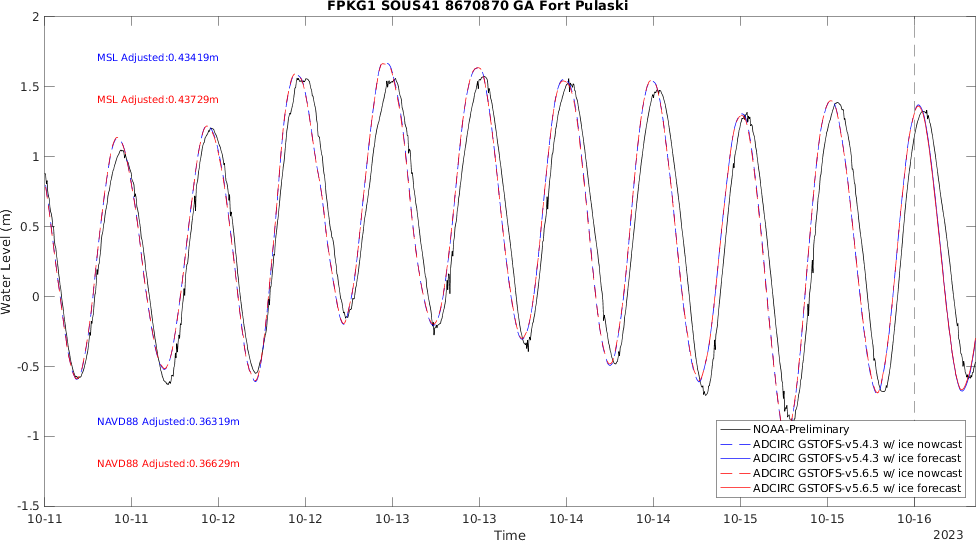 FPKG1 SOUS41 8670870 GA Fort Pulaski
2
1.5
1
0.5
0
-0.5
-1
-1.5
Water Level (m)
MSL Adjusted:0.43419m
MSL Adjusted:0.43729m
NAVD88 Adjusted:0.36319m
NAVD88 Adjusted:0.36629m
NOAA-Preliminary
ADCIRC GSTOFS-v5.4.3 w/ ice nowcast
ADCIRC GSTOFS-v5.4.3 w/ ice forecast
ADCIRC GSTOFS-v5.6.5 w/ ice nowcast
ADCIRC GSTOFS-v5.6.5 w/ ice forecast
10-11 10-11 10-12 10-12 10-13 10-13 10-14 10-14 10-15 10-15 10-16
Time
2023